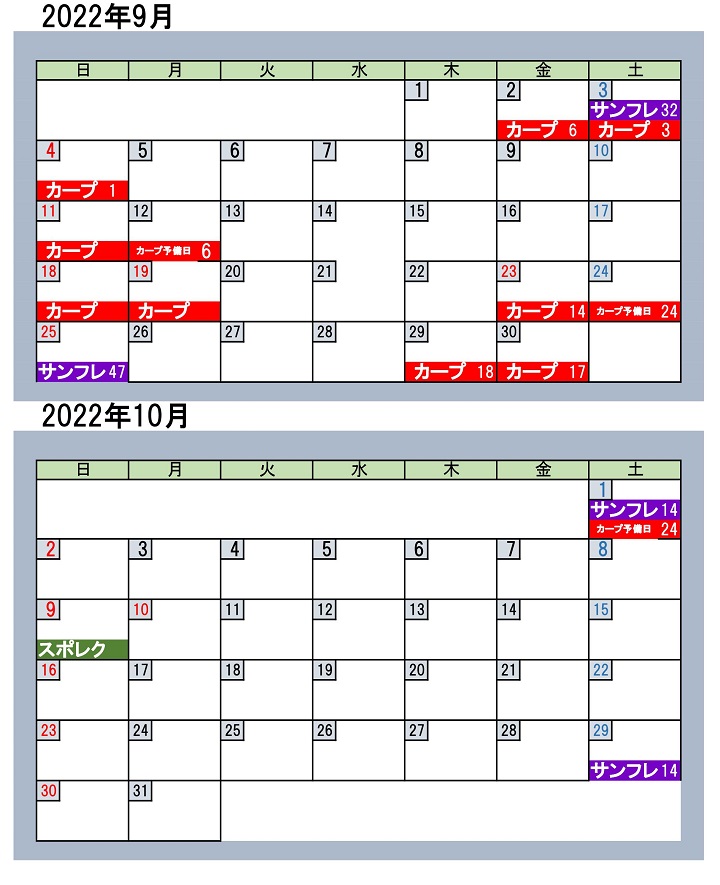 2022年9月
日 月 火 水 木 金 土
1 2 3
サンフレ 32
カープ 6 カープ 3
4 5 6 7 8 9 10
カープ 1
11 12 13 14 15 16 17
カープ カープ予備日 6
18 19 20 21 22 23 24
カープ カープ カープ 14 カープ予備日 24
25 26 27 28 29 30
サンフレ 47 カープ 18 カープ 17
2022年10月
日 月 火 水 木 金 土
1
サンフレ 14
カープ予備日 24
2 3 4 5 6 7 8
9 10 11 12 13 14 15
スポレク
16 17 18 19 20 21 22
23 24 25 26 27 28 29
サンフレ 14
30 31